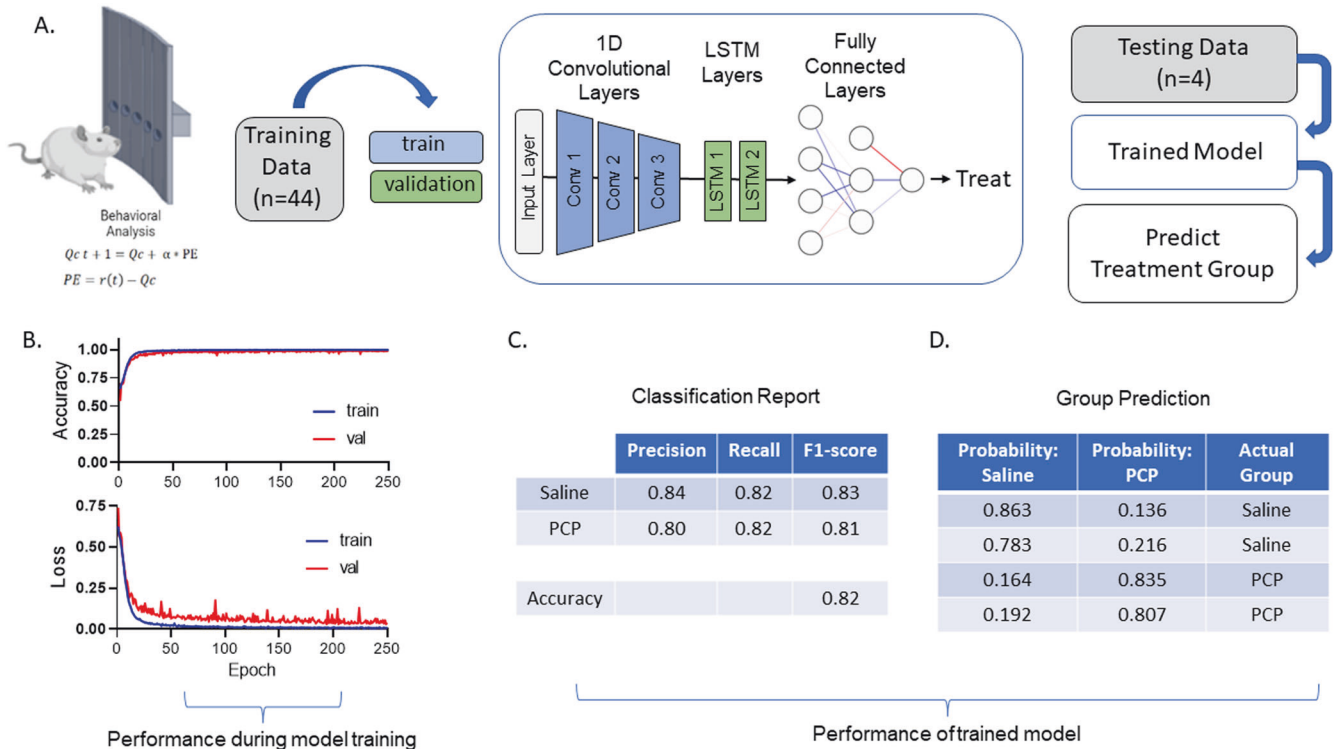 A.
Behavioral
Analysis
Qc t + 1 = Qc + α * PE
PE = r(t) − Qc
Training
Data
(n=44)
train
validation
1D
Convolutional
Layers
LSTM
Layers
Fully
Connected
Layers
Input Layer
Conv 1
Conv 2
Conv 3
LSTM 1
LSTM 2
Treat
Testing Data
(n=4)
Trained Model
Predict
Treatment Group
B.
Accuracy
1.00
0.75
0.50
0.25
0.00
train
val
0 50 100 150 200 250
Loss
0.75
0.50
0.25
0.00
train
val
0 50 100 150 200 250
Epoch
Performance during model training
C.
Classification Report
Precision Recall F1-score
Saline 0.84 0.82 0.83
PCP 0.80 0.82 0.81
Accuracy 0.82
D.
Group Prediction
Probability: Probability: Actual
Saline PCP Group
0.863 0.136 Saline
0.783 0.216 Saline
0.164 0.835 PCP
0.192 0.807 PCP
Performance of trained model